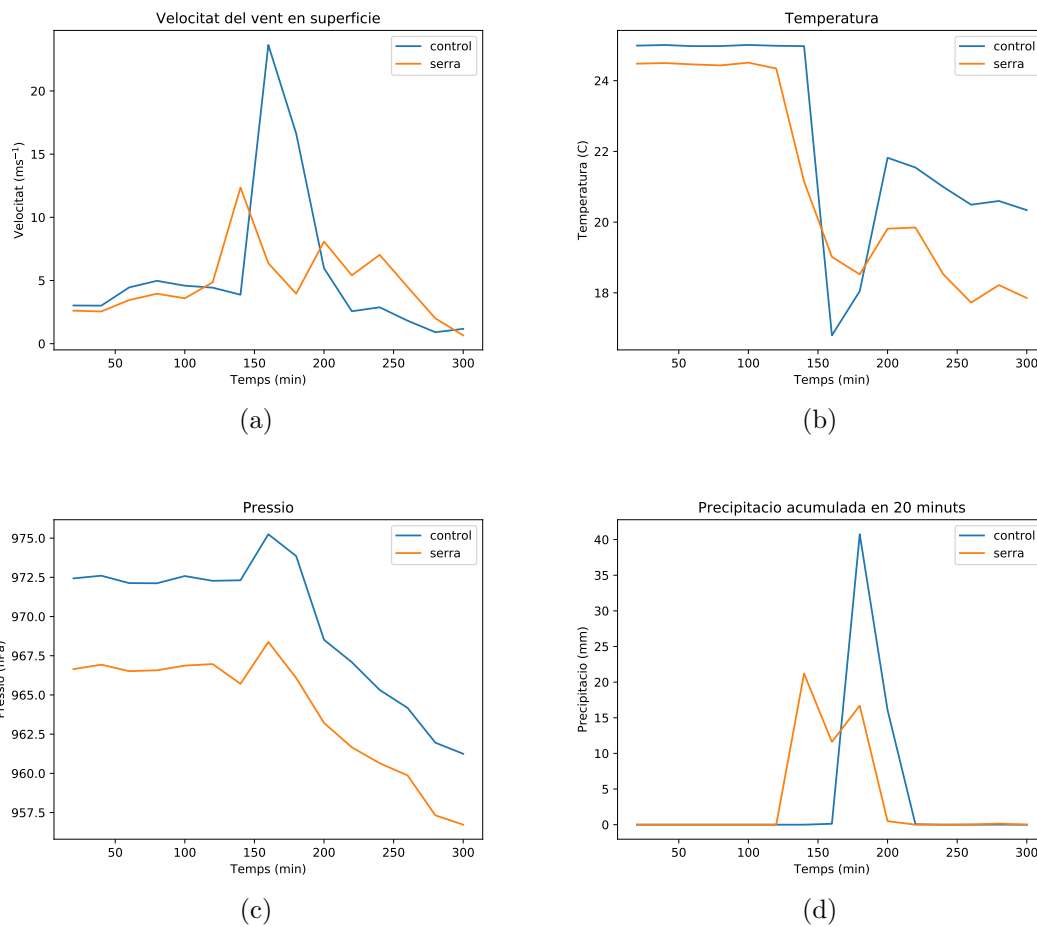 Velocitat del vent en superficie
control
serra
20
15
10
5
0
Velocitat (ms⁻¹)
50 100 150 200 250 300
Temps (min)
(a)
Temperatura
control
serra
24
22
20
18
Temperatura (C)
50 100 150 200 250 300
Temps (min)
(b)
Pressio
control
serra
975.0
972.5
970.0
967.5
965.0
962.5
960.0
957.5
50 100 150 200 250 300
Temps (min)
(c)
Precipitacio acumulada en 20 minuts
control
serra
40
35
30
25
20
15
10
5
0
Precipitacio (mm)
50 100 150 200 250 300
Temps (min)
(d)